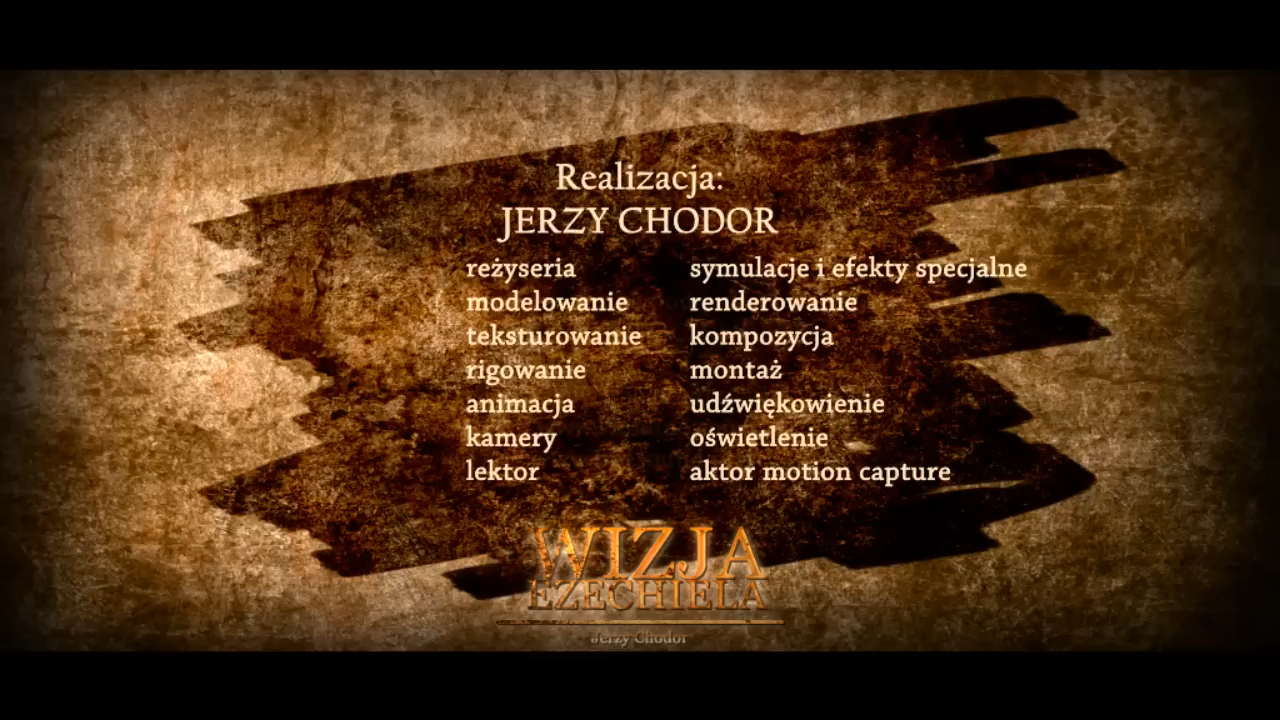 Realizacja:
JERZY CHODOR
reżyseria
modelowanie
teksturowanie
rigowanie
animacja
kamery
lektor
symulacje i efekty specjalne
renderowanie
kompozycja
montaż
udźwiękowienie
oświetlenie
aktor motion capture
WIZJA
EZECHIELA
Jerzy Chodor